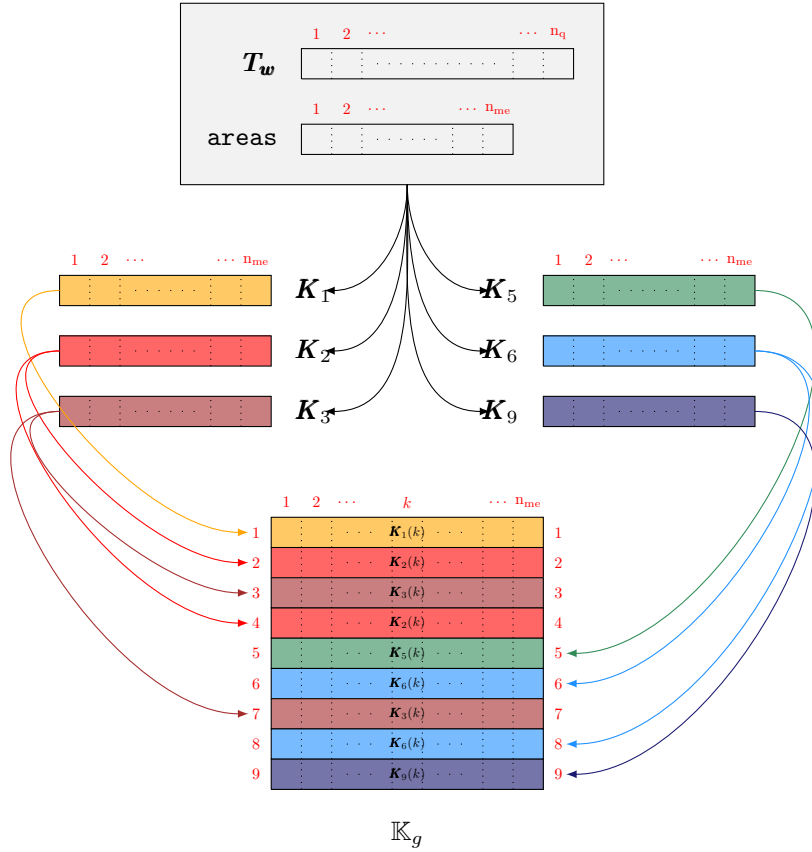 1 2 ··· ··· n_q
T_w
1 2 ··· ··· n_me
areas
1 2 ··· ··· n_me
1 2 ··· ··· n_me
K_1 K_5
K_2 K_6
K_3 K_9
1 2 ··· k ··· n_me
1 K_1(k) 1
2 K_2(k) 2
3 K_3(k) 3
4 K_2(k) 4
5 K_5(k) 5
6 K_6(k) 6
7 K_3(k) 7
8 K_6(k) 8
9 K_9(k) 9
𝕂_g